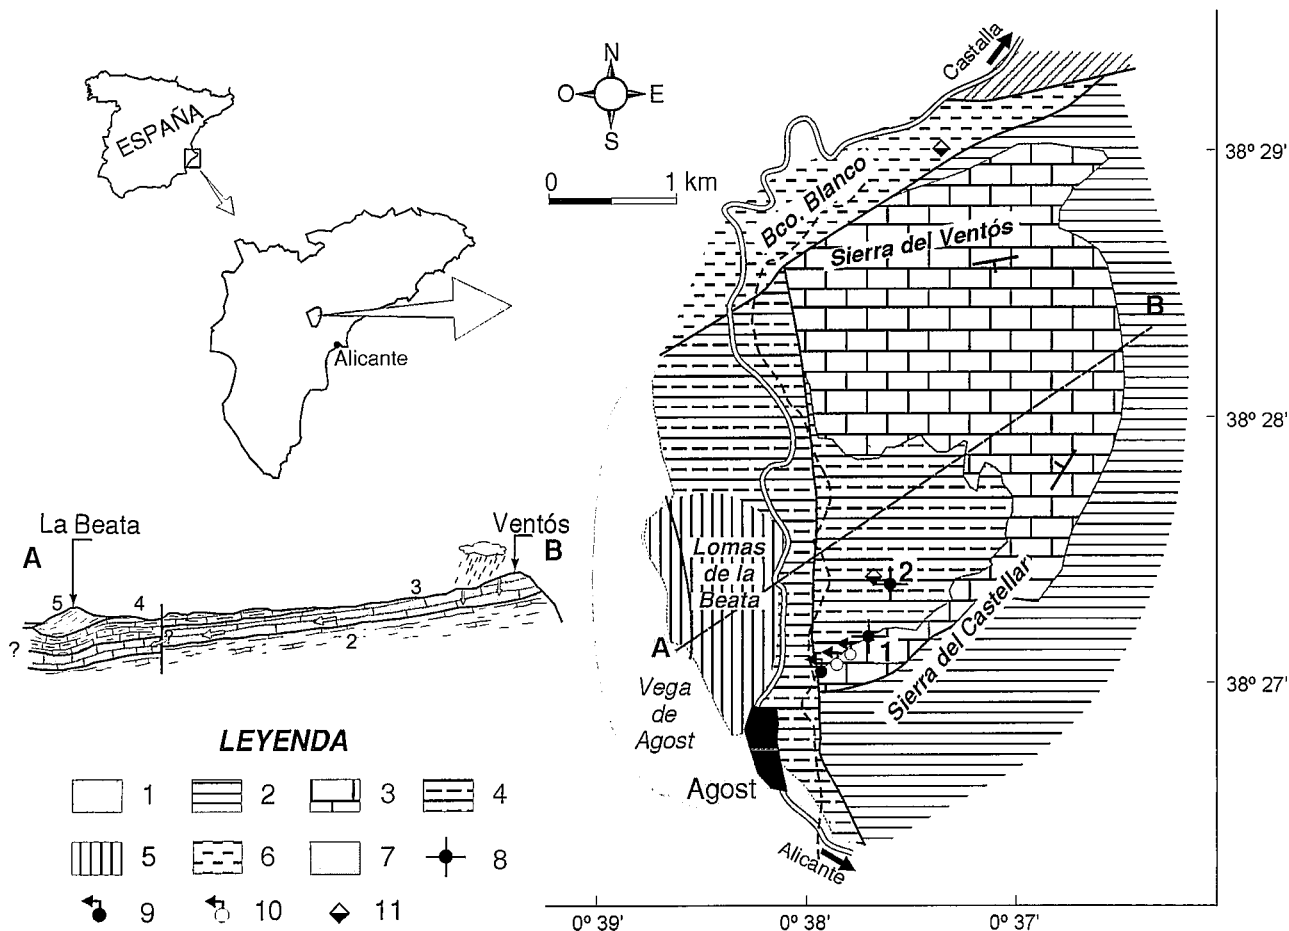 ESPAÑA
Alicante
N
O
E
S
0
1 km
Castalla
Bco. Blanco
Sierra del Ventós
B
38º 29'
38º 28'
38º 27'
Lomas
de la
Beata
2
1
A
Sierra del Castellar
Vega
de
Agost
Agost
Alicante
0º 39'
0º 38'
0º 37'
La Beata
Ventós
A
B
5
4
3
?
?
2
LEYENDA
1
2
3
4
5
6
7
8
9
10
11